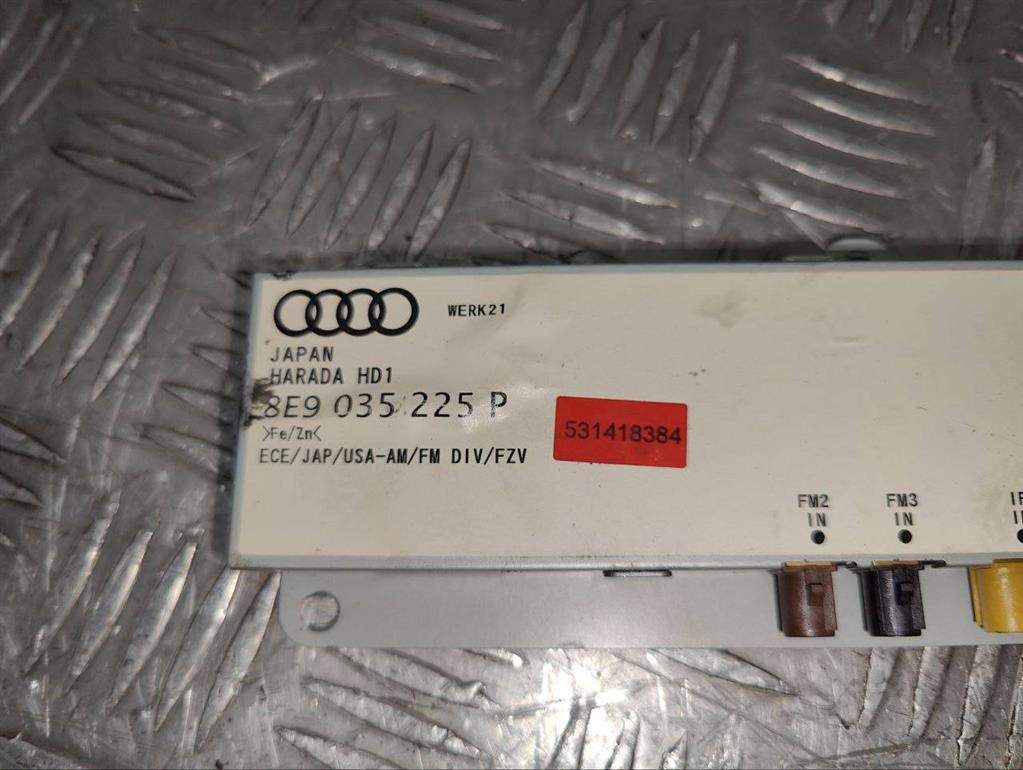 WERK21
JAPAN
HARADA HD1
8E9 035 225 P
>Fe/Zn<
ECE/JAP/USA-AM/FM DIV/FZV
531418384
FM2
IN
FM3
IN